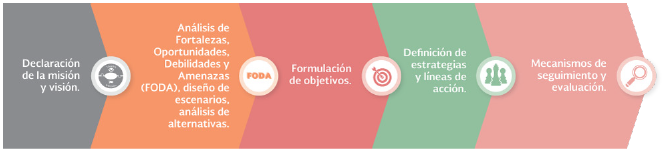 Declaración
de la misión
y visión.
Análisis de
Fortalezas,
Oportunidades,
Debilidades y
Amenazas
(FODA), diseño de
escenarios,
análisis de
alternativas.
FODA
Formulación
de objetivos.
Definición de
estrategias
y líneas de
acción.
Mecanismos de
seguimiento y
evaluación.